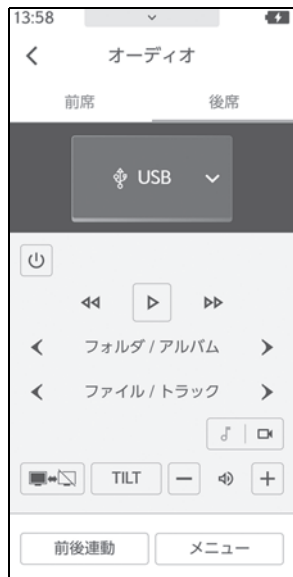 13:58
オーディオ
前席 後席
USB
フォルダ / アルバム
ファイル / トラック
TILT
前後連動 メニュー